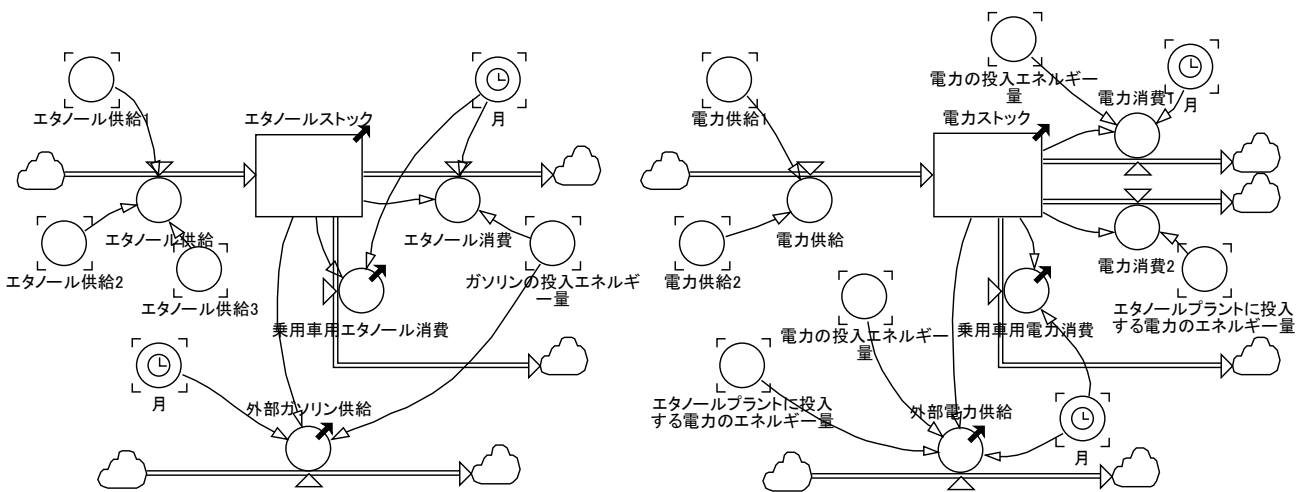 エタノール供給1
エタノールストック
月
エタノール供給
エタノール消費
エタノール供給2
エタノール供給3
ガソリンの投入エネルギ
ー量
乗用車用エタノール消費
月
外部ガソリン供給
電力の投入エネルギー
量
電力消費1
月
電力供給1
電力ストック
電力供給
電力供給2
電力消費2
エタノールプラントに投入
する電力のエネルギー量
電力の投入エネルギー
量
乗用車用電力消費
エタノールプラントに投入
する電力のエネルギー量
外部電力供給
月